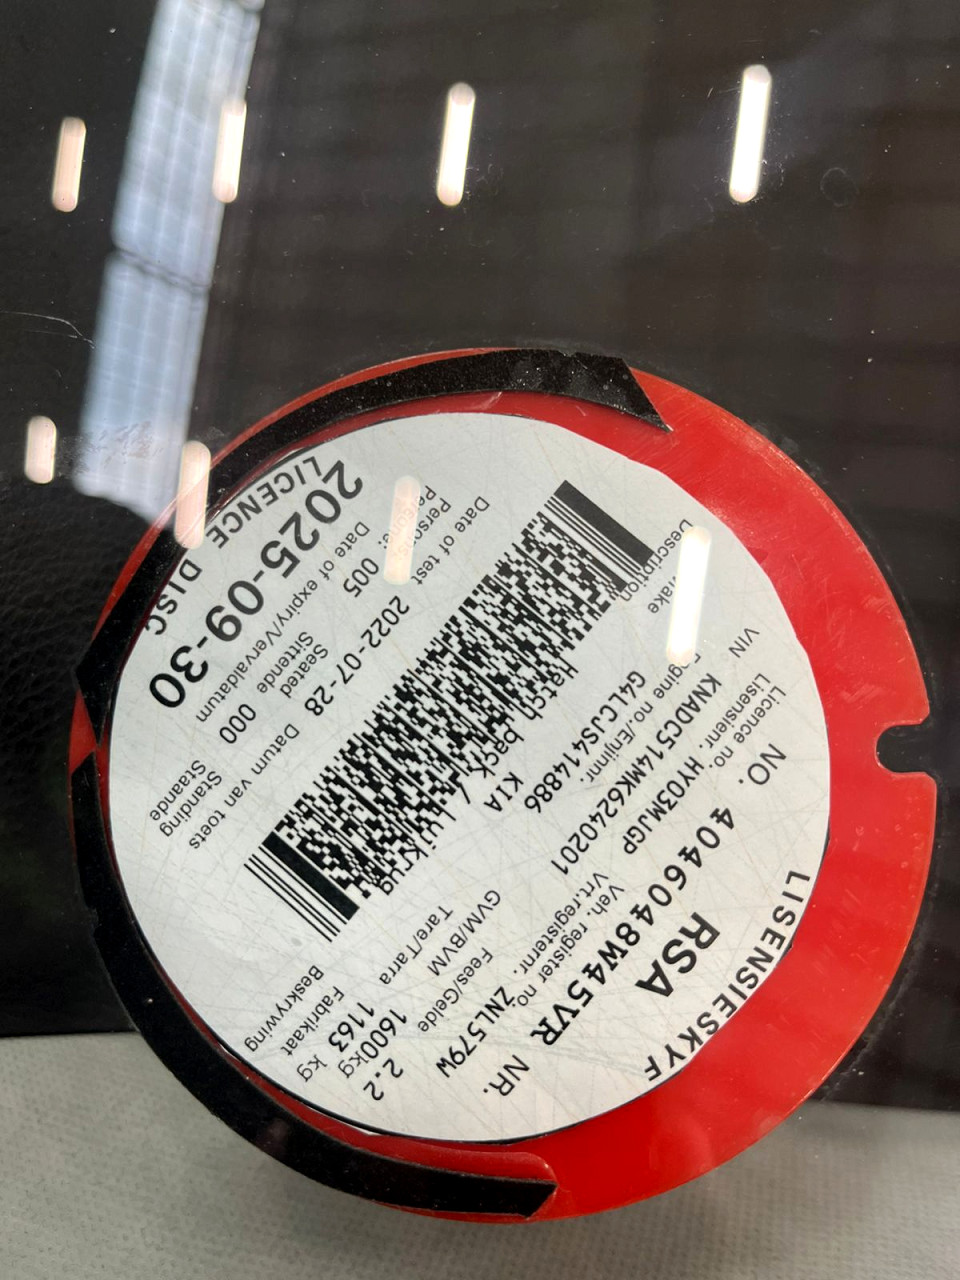 LISENSIESKYF
RSA
NO. 4046048W45VR NR.
Licence no. Lisensienr. HY03MJGP Veh. register no. Vrt.registernr. ZNL579W
VIN KNADC514MK6240201 Fees/Gelde 2.2
Engine no./Enjinnr. G4LCJS414886 GVM/BVM 1600kg
Tare/Tarra 1163 kg
Make KIA Fabrikaat
Description Hatch back / Luikrug Beskrywing
Date of test 2022-07-28 Datum van toets
Persons. 005 Seated Sittende 000 Standing Staande
Date of expiry/Vervaldatum
2025-09-30
LICENCE DISC